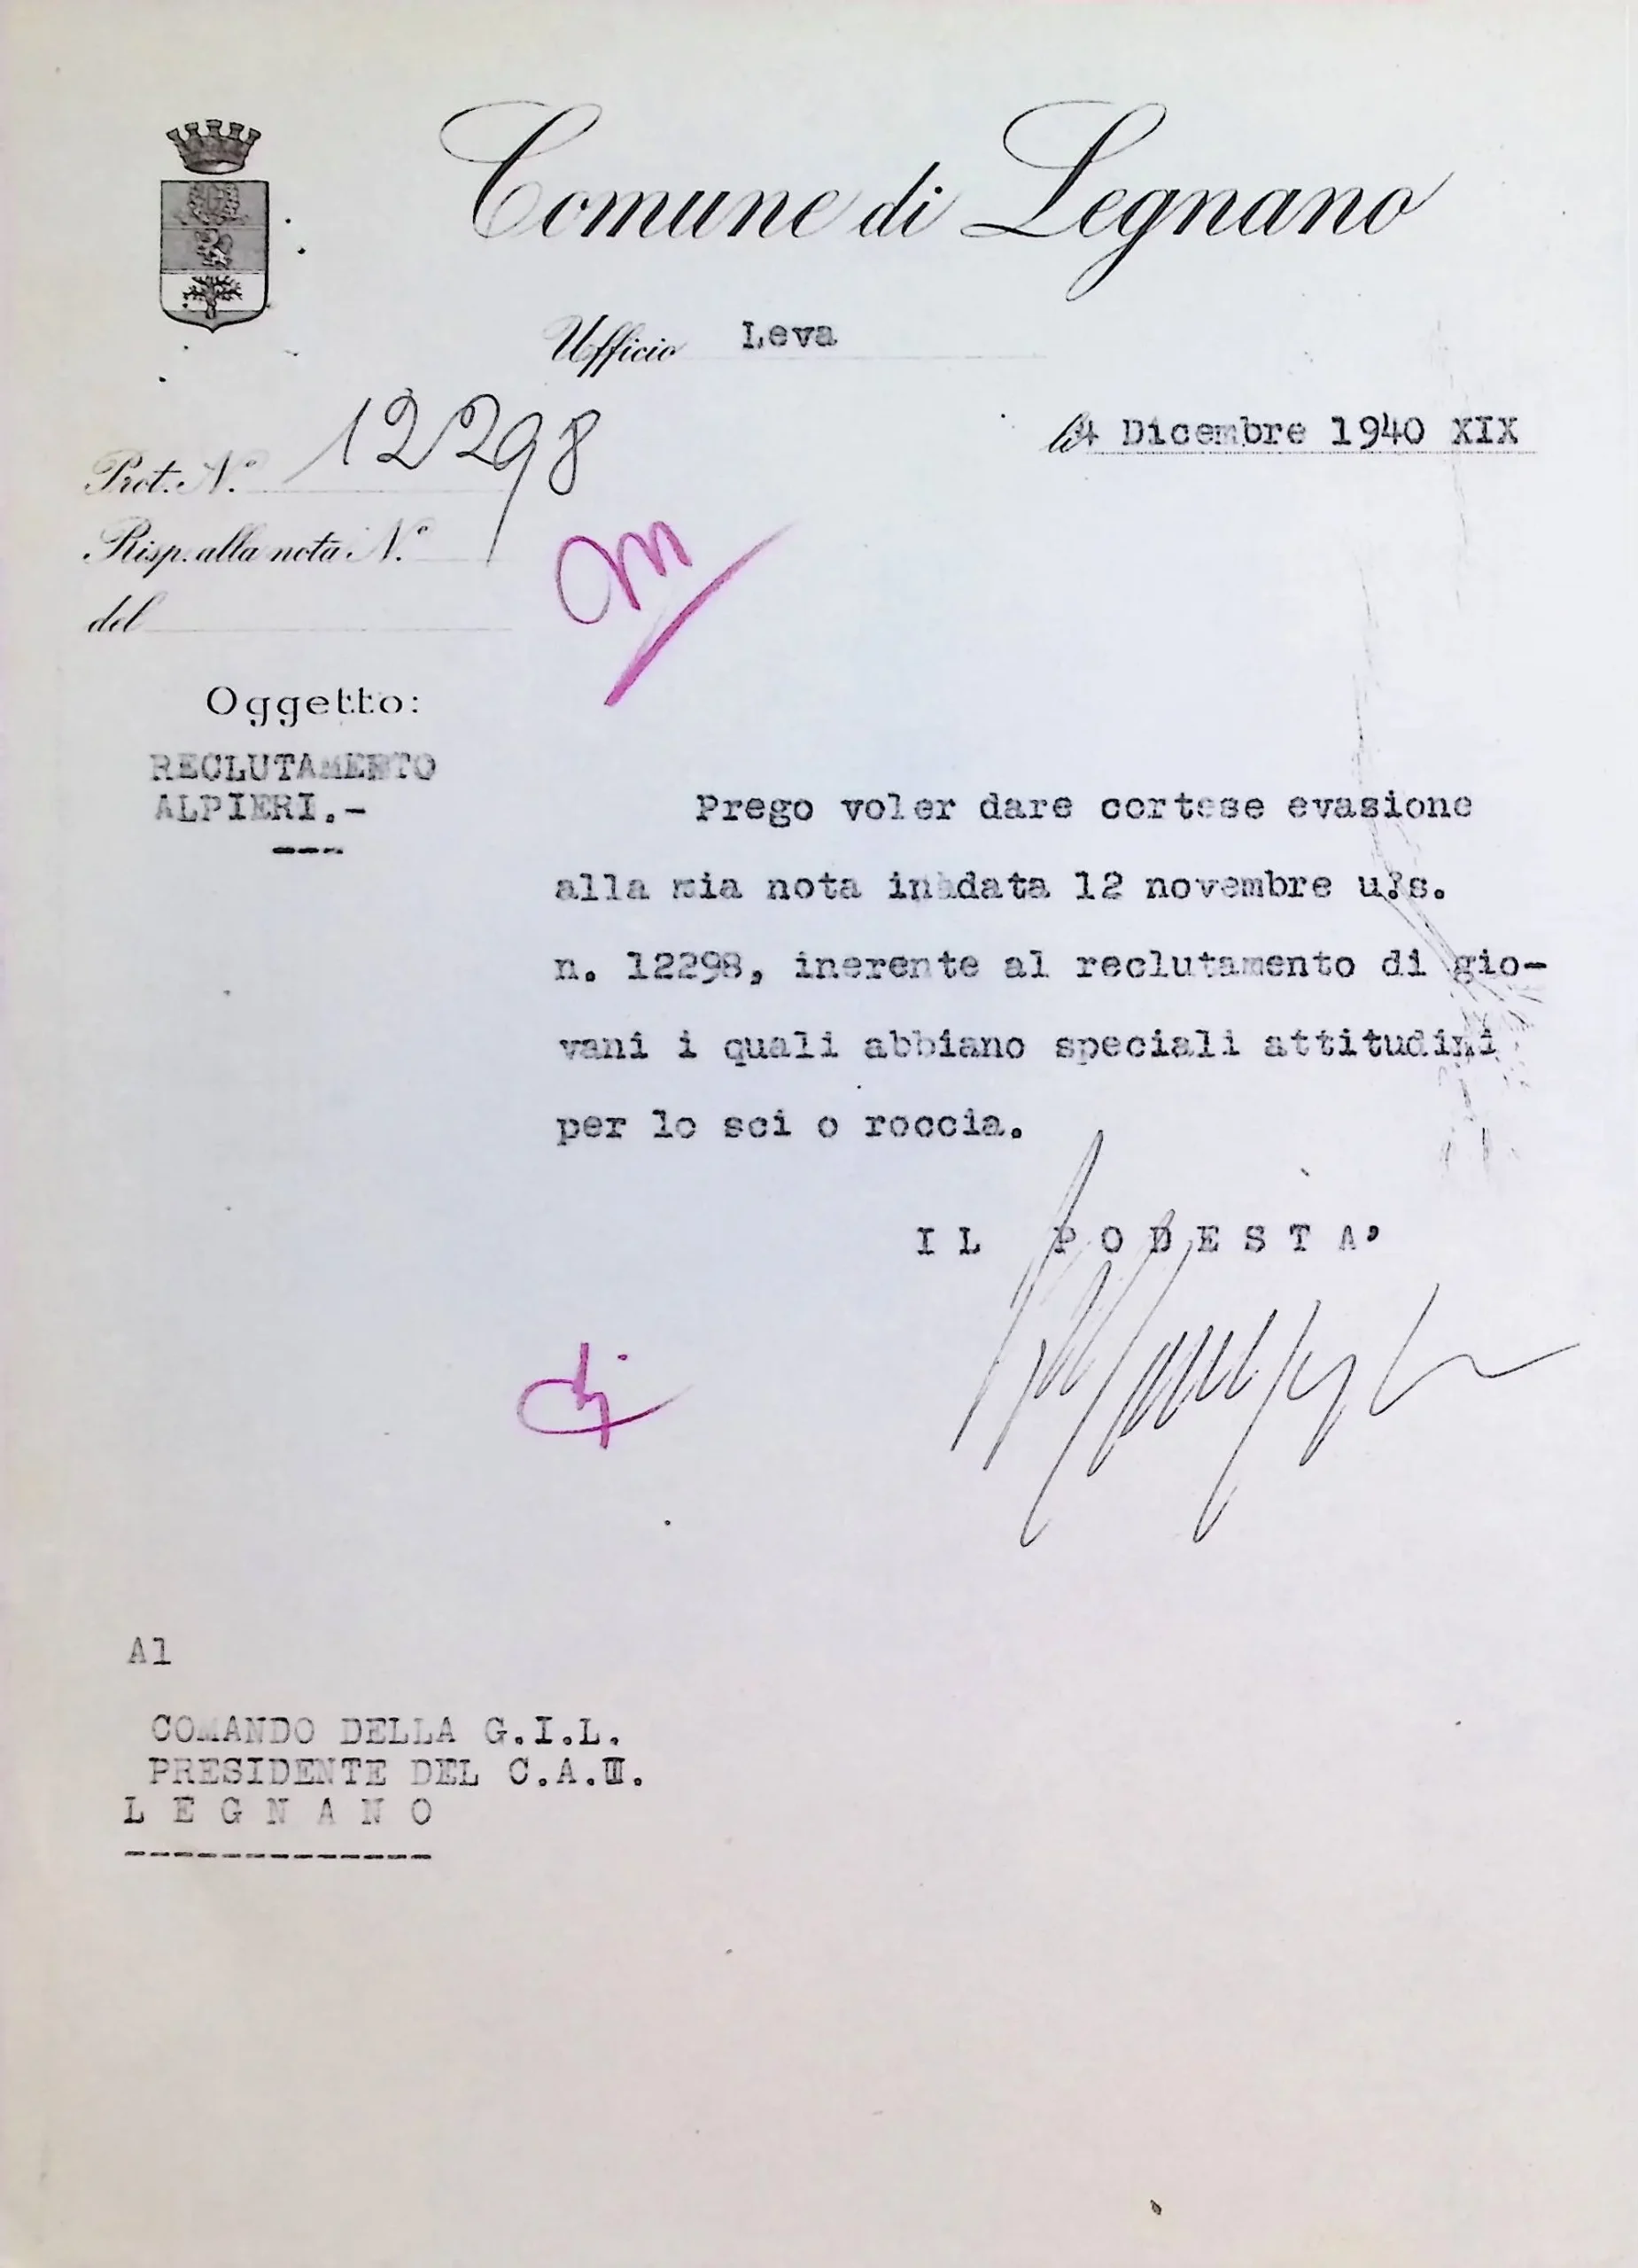 Comune di Legnano
Ufficio Leva
li 4 Dicembre 1940 XIX
Prot. N.° 12298
Risp. alla nota N.°
del
Oggetto:
RECLUTAMENTO
ALPIERI.-
Prego voler dare cortese evasione
alla mia nota in data 12 novembre u.s.
n. 12298, inerente al reclutamento di gio-
vani i quali abbiano speciali attitudini
per lo sci o roccia.
IL PODESTA'
Al
COMANDO DELLA G.I.L.
PRESIDENTE DEL C.A.I.
LEGNANO